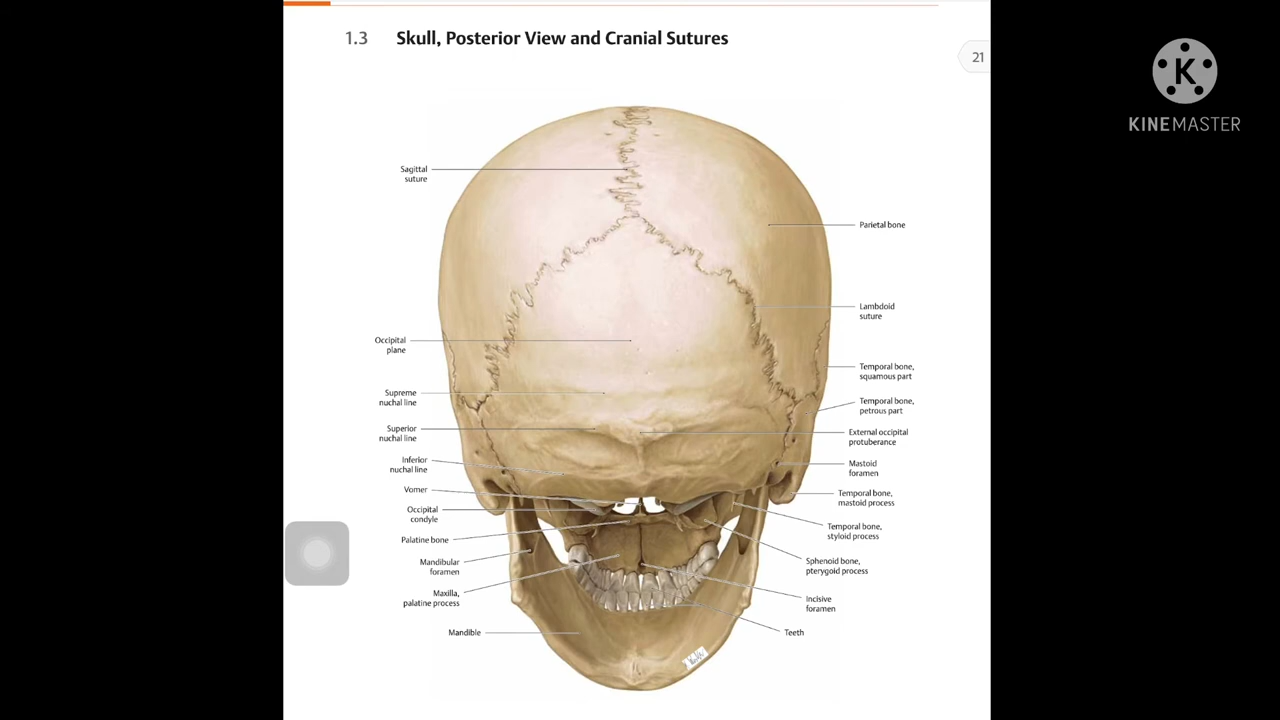 1.3 Skull, Posterior View and Cranial Sutures
21
K
KINEMASTER
Sagittal
suture
Occipital
plane
Supreme
nuchal line
Superior
nuchal line
Inferior
nuchal line
Vomer
Occipital
condyle
Palatine bone
Mandibular
foramen
Maxilla,
palatine process
Mandible
Parietal bone
Lambdoid
suture
Temporal bone,
squamous part
Temporal bone,
petrous part
External occipital
protuberance
Mastoid
foramen
Temporal bone,
mastoid process
Temporal bone,
styloid process
Sphenoid bone,
pterygoid process
Incisive
foramen
Teeth